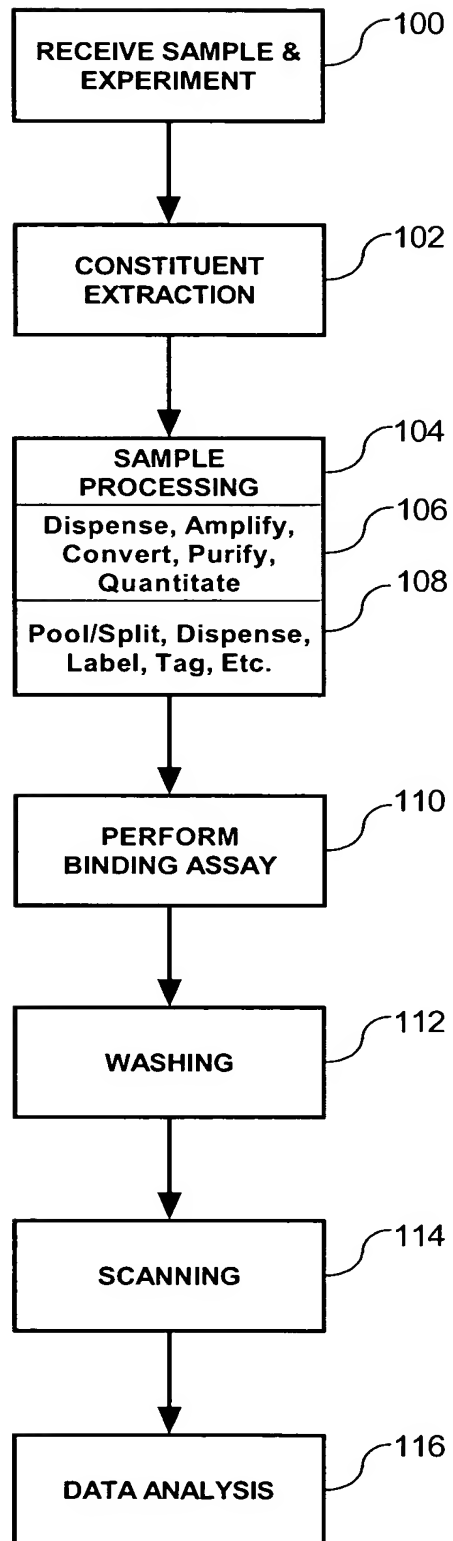 100
RECEIVE SAMPLE &
EXPERIMENT
102
CONSTITUENT
EXTRACTION
104
SAMPLE
PROCESSING
106
Dispense, Amplify,
Convert, Purify,
Quantitate
108
Pool/Split, Dispense,
Label, Tag, Etc.
110
PERFORM
BINDING ASSAY
112
WASHING
114
SCANNING
116
DATA ANALYSIS